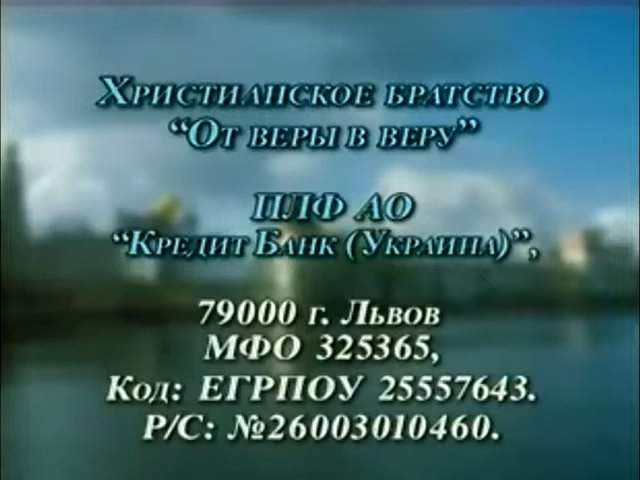 Христианское братство
“От веры в веру”
ПЛФ АО
“Кредит Банк (Украина)”,
79000 г. Львов
МФО 325365,
Код: ЕГРПОУ 25557643.
Р/С: №26003010460.